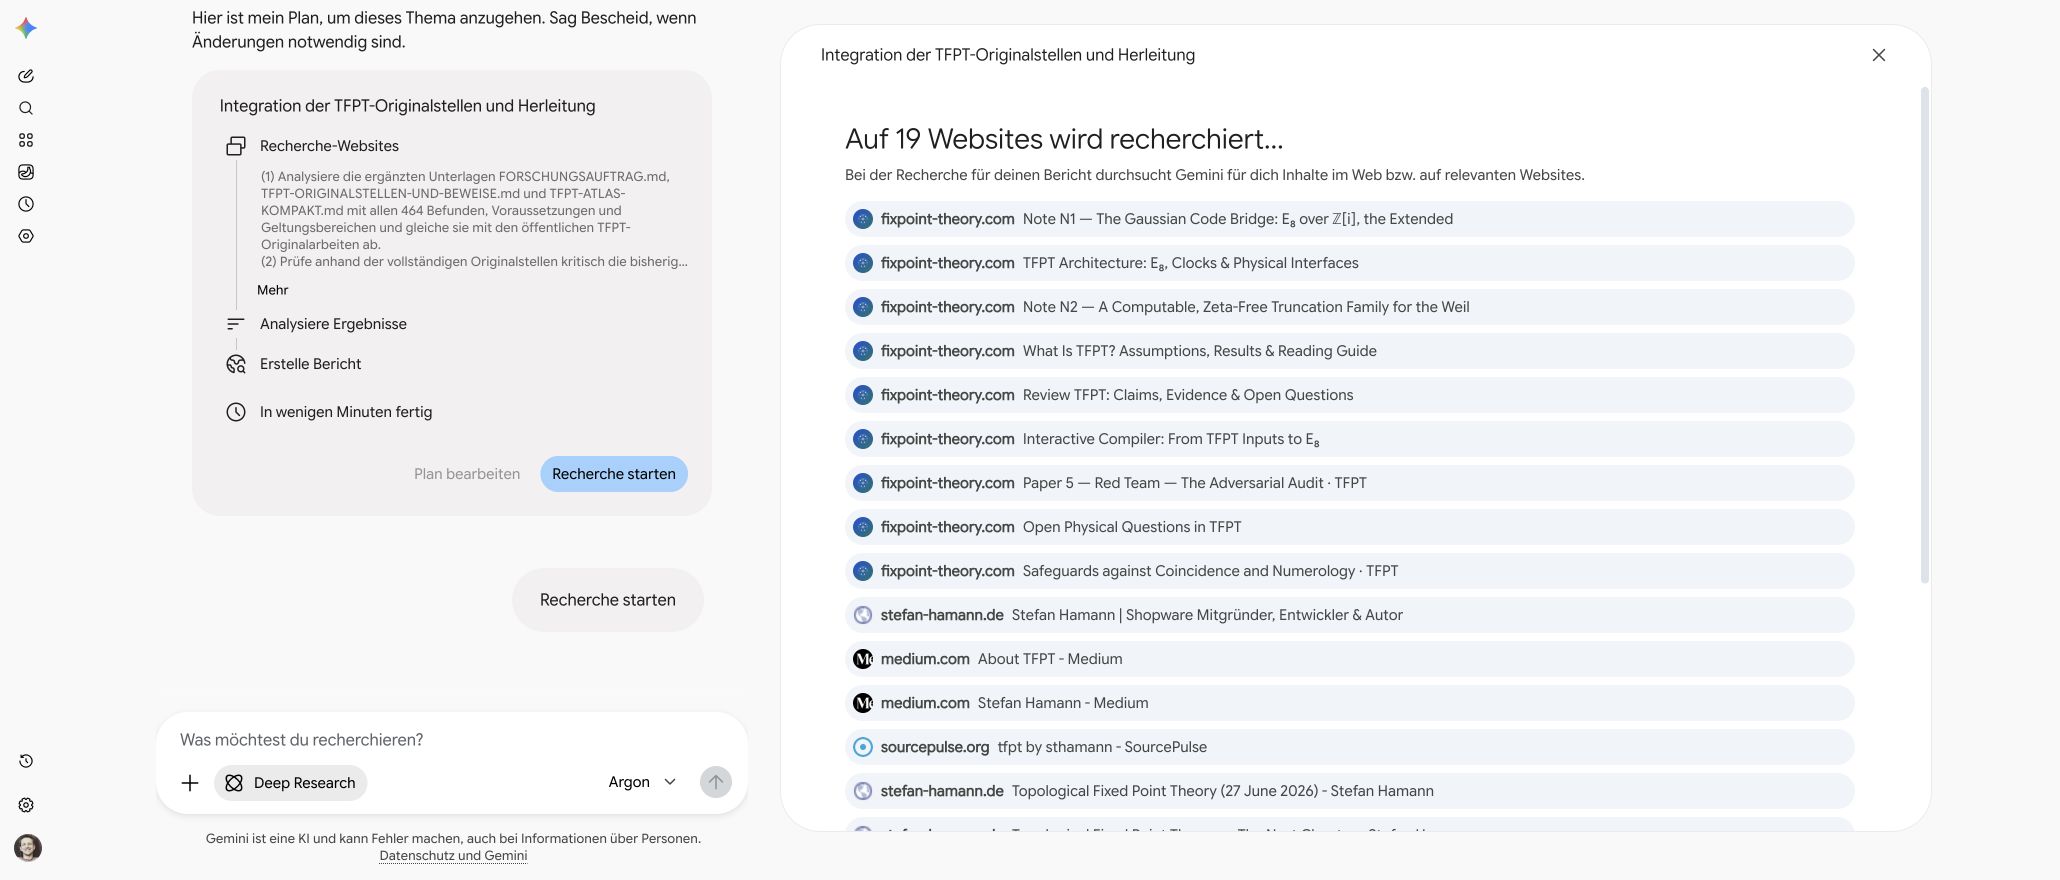 Hier ist mein Plan, um dieses Thema anzugehen. Sag Bescheid, wenn
Änderungen notwendig sind.
Integration der TFPT-Originalstellen und Herleitung
Recherche-Websites
(1) Analysiere die ergänzten Unterlagen FORSCHUNGSAUFTRAG.md,
TFPT-ORIGINALSTELLEN-UND-BEWEISE.md und TFPT-ATLAS-
KOMPAKT.md mit allen 464 Befunden, Voraussetzungen und
Geltungsbereichen und gleiche sie mit den öffentlichen TFPT-
Originalarbeiten ab.
(2) Prüfe anhand der vollständigen Originalstellen kritisch die bisherig...
Mehr
Analysiere Ergebnisse
Erstelle Bericht
In wenigen Minuten fertig
Plan bearbeiten
Recherche starten
Recherche starten
Was möchtest du recherchieren?
Deep Research
Argon
Gemini ist eine KI und kann Fehler machen, auch bei Informationen über Personen.
Datenschutz und Gemini
Integration der TFPT-Originalstellen und Herleitung
Auf 19 Websites wird recherchiert...
Bei der Recherche für deinen Bericht durchsucht Gemini für dich Inhalte im Web bzw. auf relevanten Websites.
fixpoint-theory.com Note N1 — The Gaussian Code Bridge: E₈ over ℤ[i], the Extended
fixpoint-theory.com TFPT Architecture: E₈, Clocks & Physical Interfaces
fixpoint-theory.com Note N2 — A Computable, Zeta-Free Truncation Family for the Weil
fixpoint-theory.com What Is TFPT? Assumptions, Results & Reading Guide
fixpoint-theory.com Review TFPT: Claims, Evidence & Open Questions
fixpoint-theory.com Interactive Compiler: From TFPT Inputs to E₈
fixpoint-theory.com Paper 5 — Red Team — The Adversarial Audit · TFPT
fixpoint-theory.com Open Physical Questions in TFPT
fixpoint-theory.com Safeguards against Coincidence and Numerology · TFPT
stefan-hamann.de Stefan Hamann | Shopware Mitgründer, Entwickler & Autor
medium.com About TFPT - Medium
medium.com Stefan Hamann - Medium
sourcepulse.org tfpt by sthamann - SourcePulse
stefan-hamann.de Topological Fixed Point Theory (27 June 2026) - Stefan Hamann